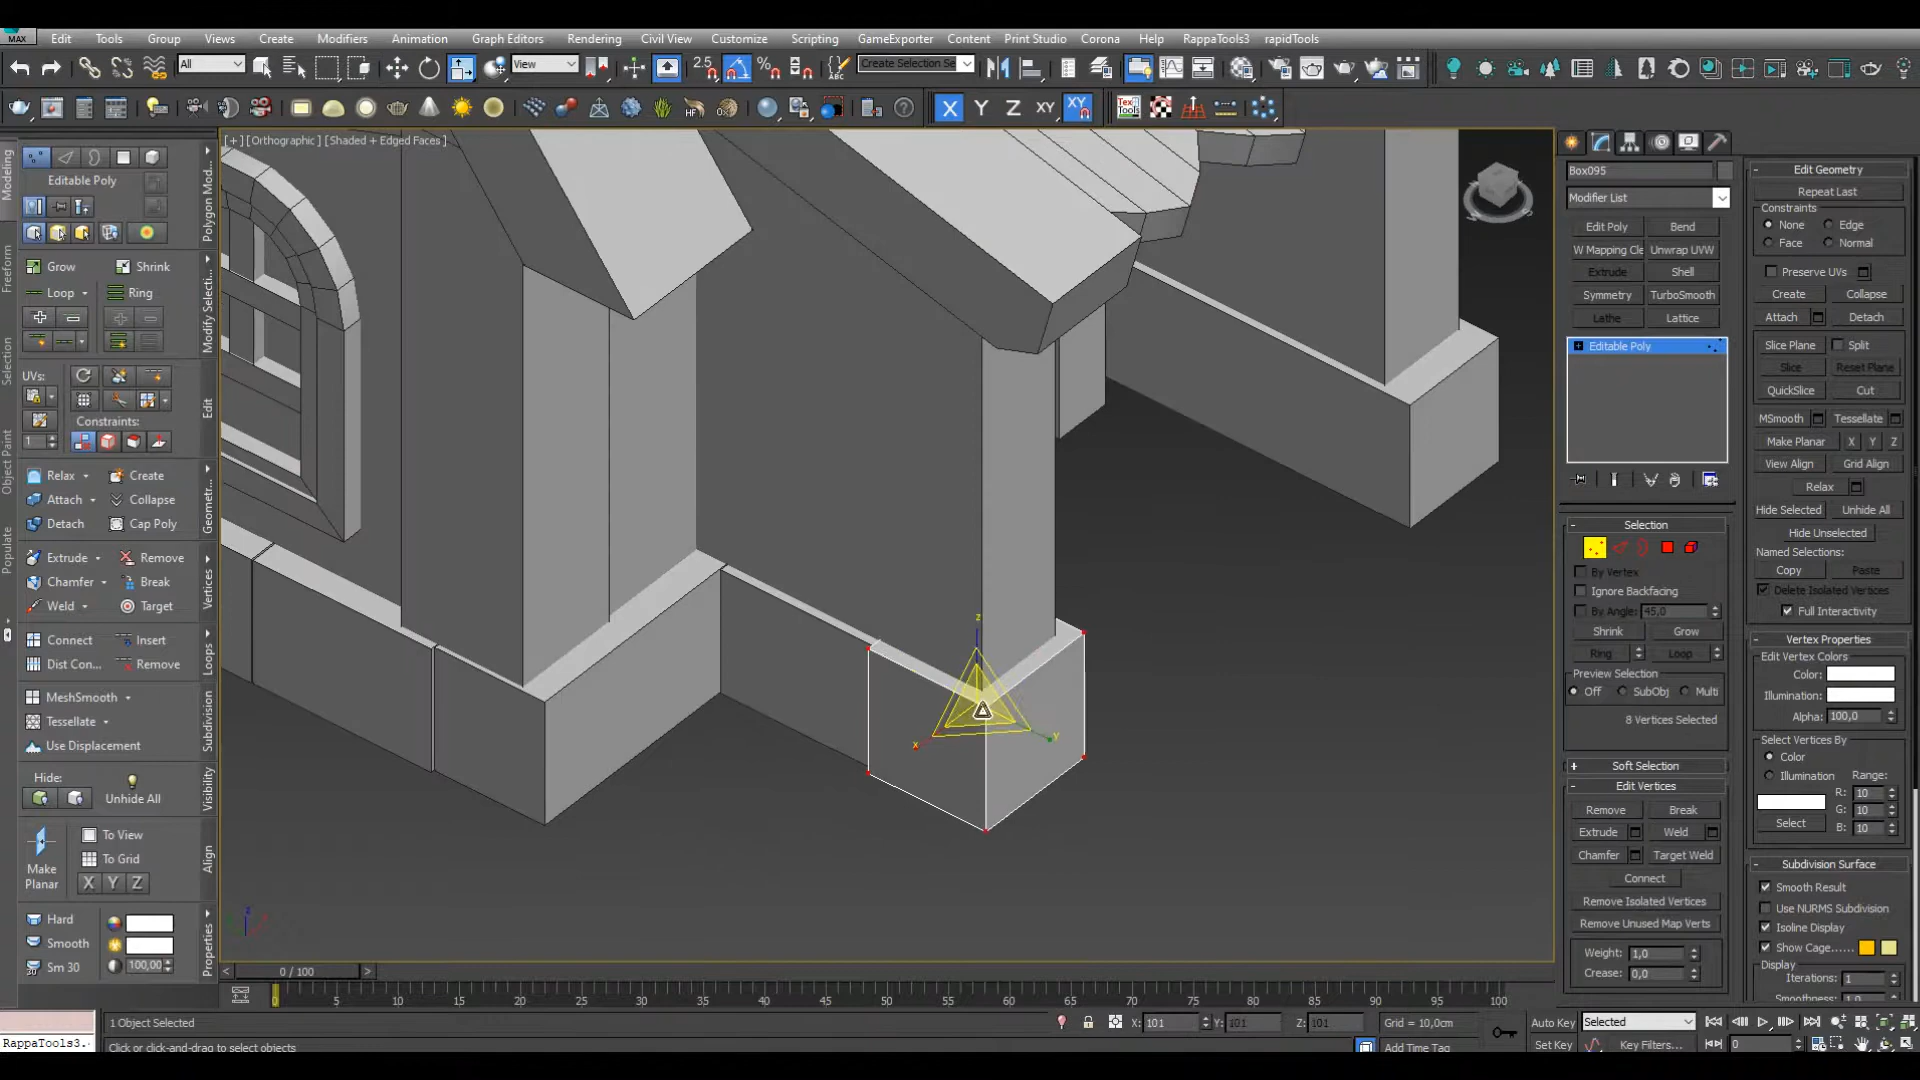 MAX Edit Tools Group Views Create Modifiers Animation Graph Editors Rendering Civil View Customize Scripting GameExporter Content Print Studio Corona Help RappaTools3 rapidTools
All View 2.5 ABC Create Selection Se
X Y Z XY XY Tex Tools HF
[+] [Orthographic] [Shaded + Edged Faces]
Modeling
Freeform
Selection
Object Paint
Populate
Editable Poly
Grow Shrink
Loop Ring
UVs:
Constraints:
1
Relax Create
Attach Collapse
Detach Cap Poly
Extrude Remove
Chamfer Break
Weld Target
Connect Insert
Dist Con... Remove
MeshSmooth
Tessellate
Use Displacement
Hide:
Unhide All
To View
To Grid
Make
Planar X Y Z
Hard
Smooth
Sm 30 100,00
Polygon Mod...
Modify Selecti...
Edit
Geometr...
Vertices
Loops
Subdivision
Visibility
Align
Properties
z
x
y
Box095
Modifier List
Edit Poly Bend
W Mapping Cle Unwrap UVW
Extrude Shell
Symmetry TurboSmooth
Lathe Lattice
Editable Poly
Selection
By Vertex
Ignore Backfacing
By Angle: 45,0
Shrink Grow
Ring Loop
Preview Selection
Off SubObj Multi
8 Vertices Selected
Soft Selection
Edit Vertices
Remove Break
Extrude Weld
Chamfer Target Weld
Connect
Remove Isolated Vertices
Remove Unused Map Verts
Weight: 1,0
Crease: 0,0
Edit Geometry
Repeat Last
Constraints
None Edge
Face Normal
Preserve UVs
Create Collapse
Attach Detach
Slice Plane Split
Slice Reset Plane
QuickSlice Cut
MSmooth Tessellate
Make Planar X Y Z
View Align Grid Align
Relax
Hide Selected Unhide All
Hide Unselected
Named Selections:
Copy Paste
Delete Isolated Vertices
Full Interactivity
Vertex Properties
Edit Vertex Colors
Color:
Illumination:
Alpha: 100,0
Select Vertices By
Color
Illumination Range:
R: 10
G: 10
Select B: 10
Subdivision Surface
Smooth Result
Use NURMS Subdivision
Isoline Display
Show Cage......
Display
Iterations: 1
Smoothness: 1,0
< 0 / 100 >
0 5 10 15 20 25 30 35 40 45 50 55 60 65 70 75 80 85 90 95 100
1 Object Selected X: 101 Y: 101 Z: 101 Grid = 10,0cm Auto Key Selected
RappaTools3. Click or click-and-drag to select objects Add Time Tag Set Key Key Filters... 0